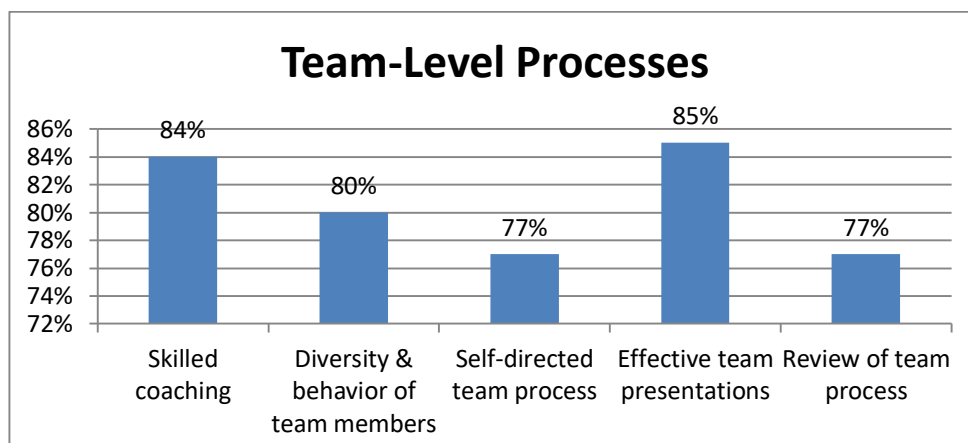 Team-Level Processes
86%
84%
82%
80%
78%
76%
74%
72%
84%
80%
77%
85%
77%
Skilled
coaching
Diversity &
behavior of
team members
Self-directed
team process
Effective team
presentations
Review of team
process